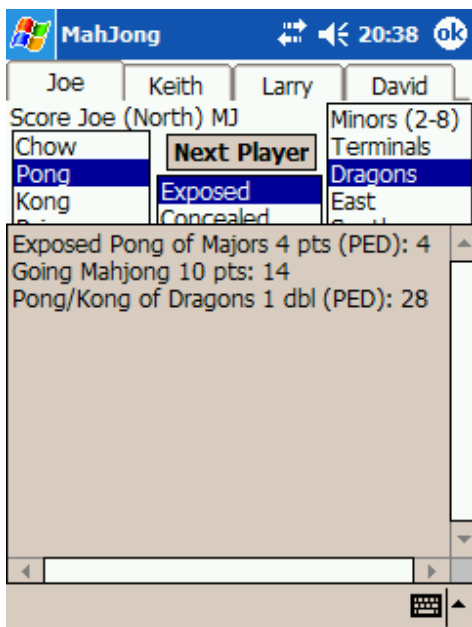 MahJong 20:38 ok
Joe Keith Larry David
Score Joe (North) MJ
Chow
Pong
Kong
Next Player
Exposed
Concealed
Minors (2-8)
Terminals
Dragons
East
Exposed Pong of Majors 4 pts (PED): 4
Going Mahjong 10 pts: 14
Pong/Kong of Dragons 1 dbl (PED): 28